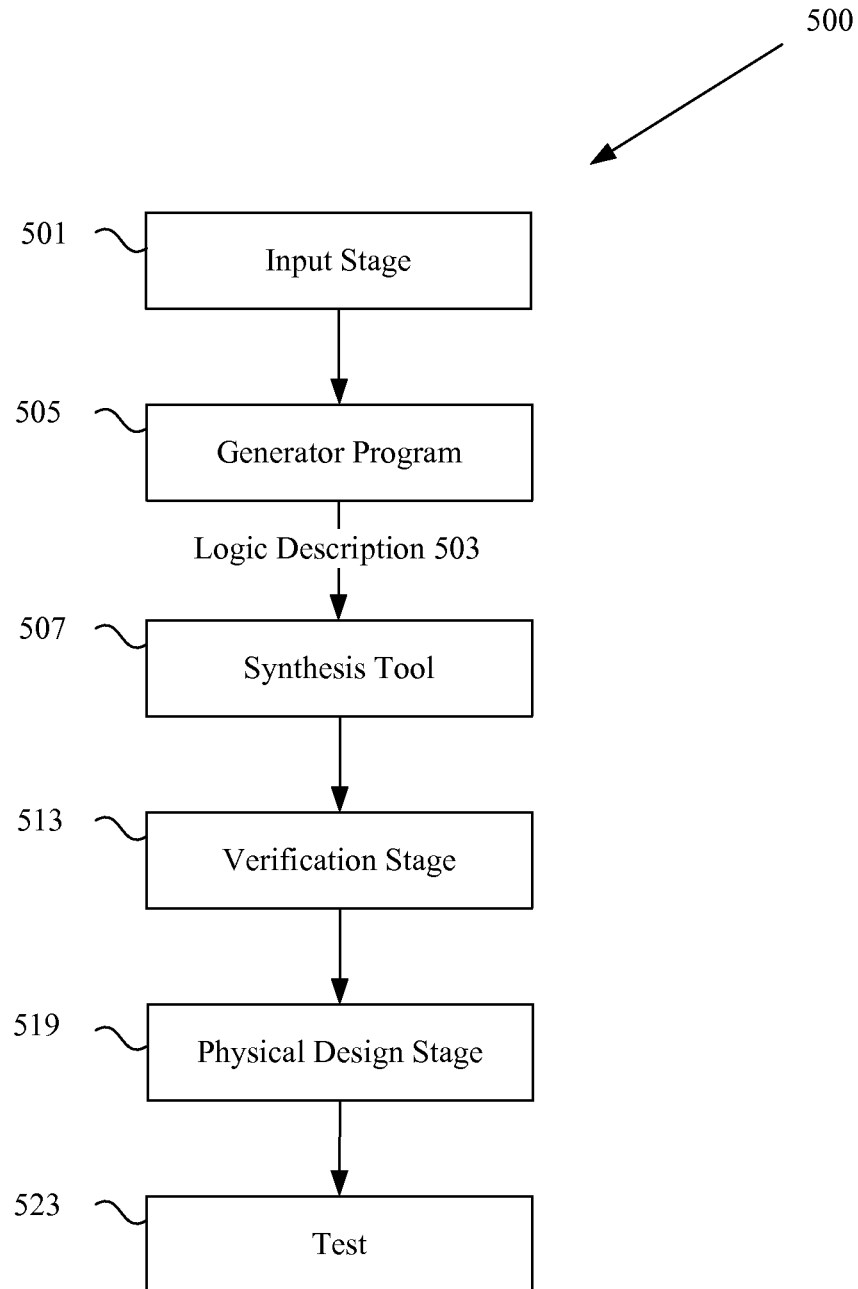 500
501
Input Stage
505
Generator Program
Logic Description 503
507
Synthesis Tool
513
Verification Stage
519
Physical Design Stage
523
Test